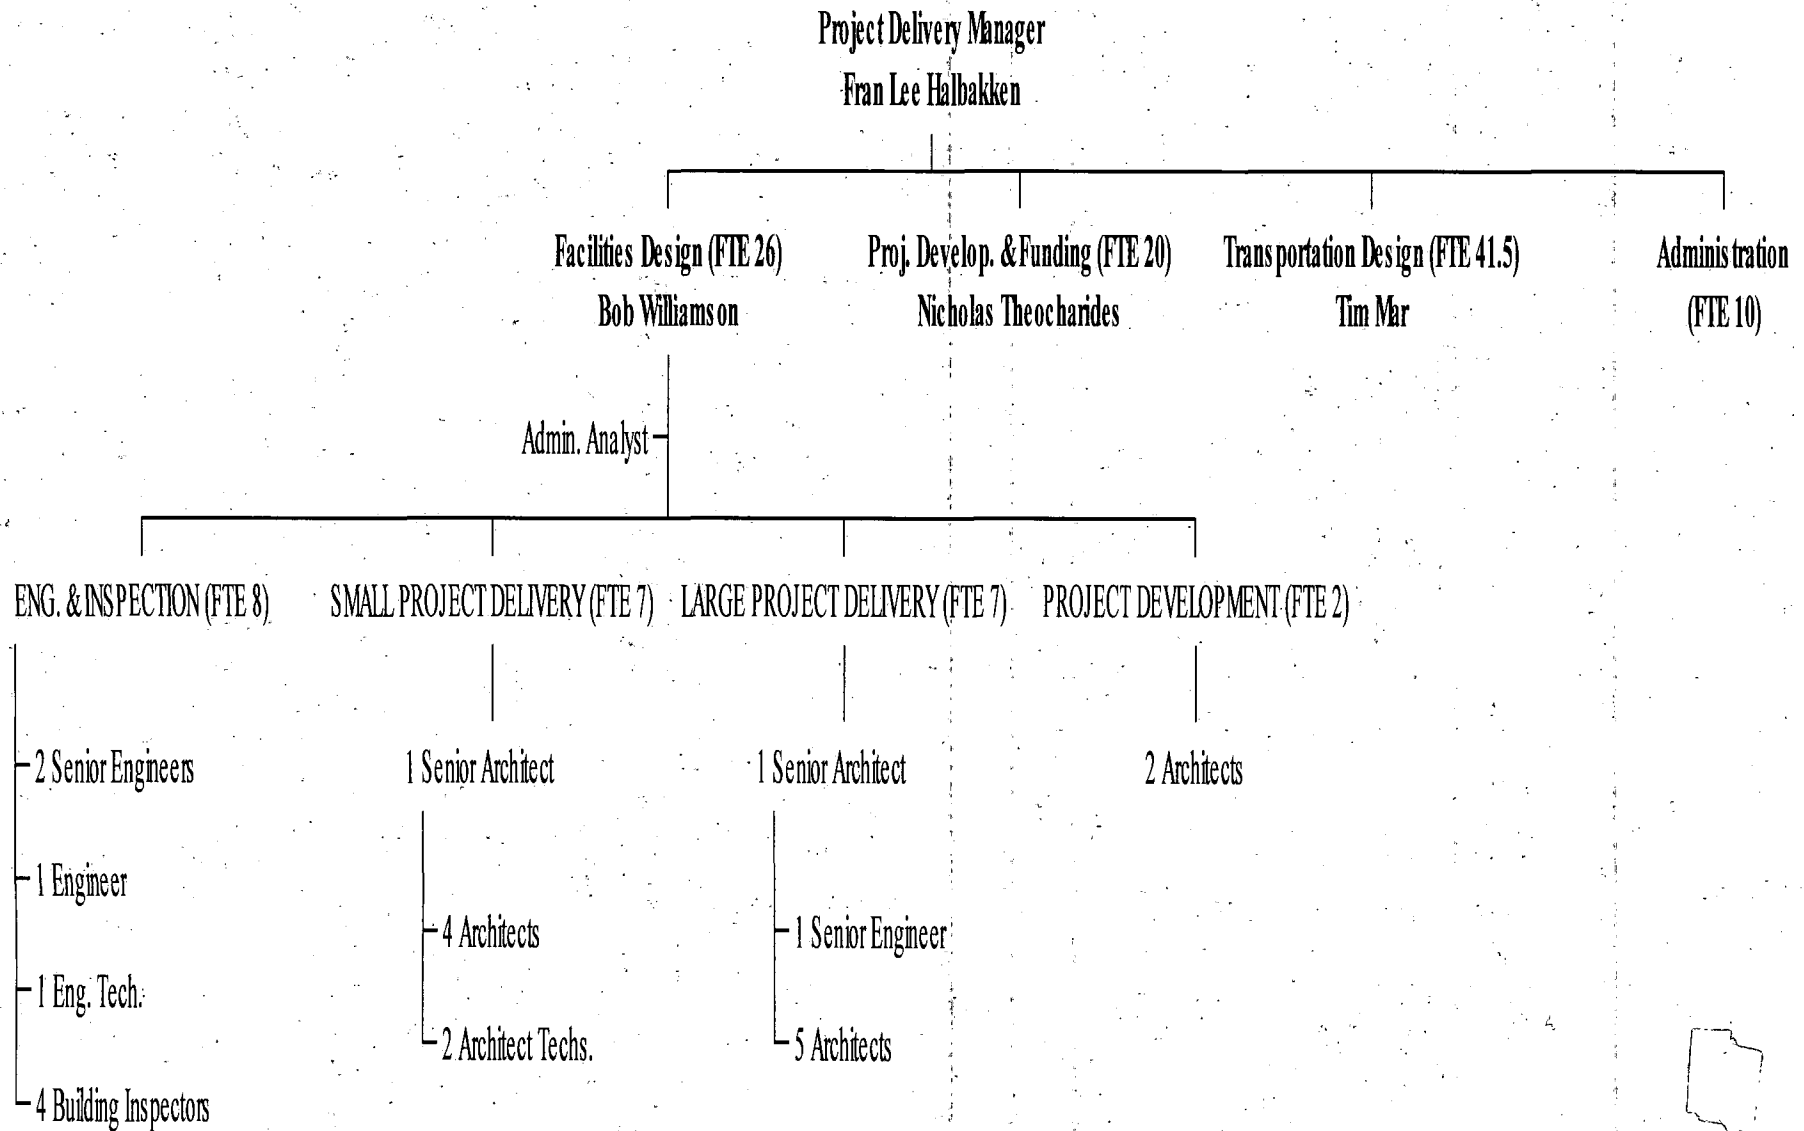 Project Delivery Manager
Fran Lee Halbakken
Facilities Design (FTE 26)
Bob Williamson
Proj. Develop. & Funding (FTE 20)
Nicholas Theocharides
Transportation Design (FTE 41.5)
Tim Mar
Administration
(FTE 10)
Admin. Analyst
ENG. & INSPECTION (FTE 8)
SMALL PROJECT DELIVERY (FTE 7)
LARGE PROJECT DELIVERY (FTE 7)
PROJECT DEVELOPMENT (FTE 2)
2 Senior Engineers
1 Engineer
1 Eng. Tech.
4 Building Inspectors
1 Senior Architect
4 Architects
2 Architect Techs.
1 Senior Architect
1 Senior Engineer
5 Architects
2 Architects